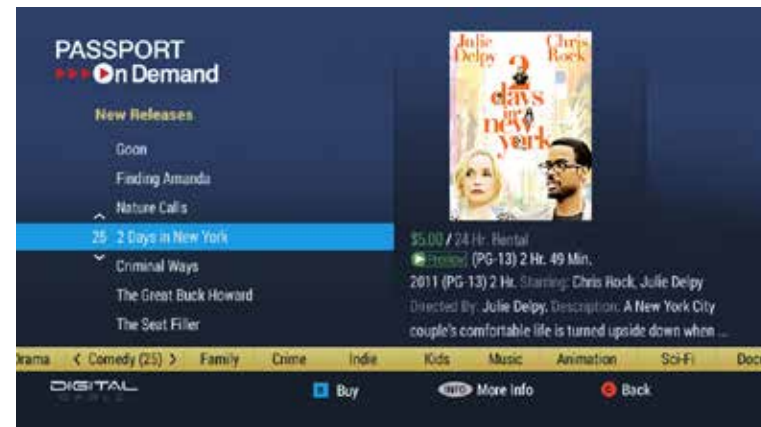 PASSPORT
On Demand
New Releases
Goon
Finding Amanda
Nature Calls
25 2 Days in New York
Criminal Ways
The Great Buck Howard
The Seat Filler
Julie Delpy
Chris Rock
2
days
in
new
york
$5.00 / 24 Hr. Rental
Preview (PG-13) 2 Hr. 49 Min.
2011 (PG-13) 2 Hr. Starring: Chris Rock, Julie Delpy
Directed By: Julie Delpy, Description: A New York City
couple's comfortable life is turned upside down when ...
Drama < Comedy (25) > Family Crime Indie Kids Music Animation Sci-Fi Doc
DIGITAL CABLE B Buy INFO More Info C Back